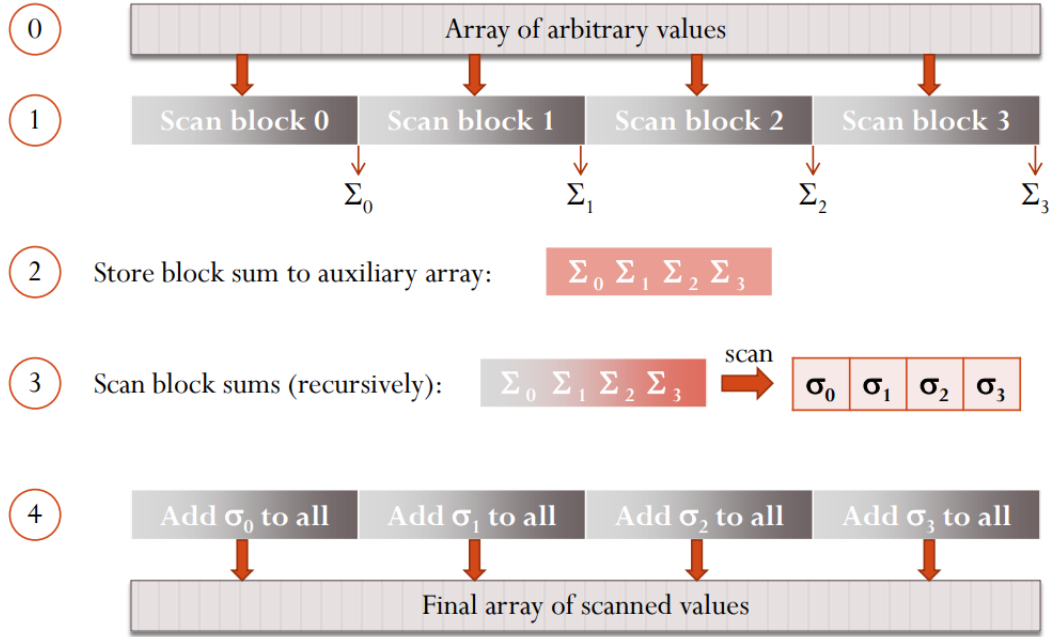 0
Array of arbitrary values
1
Scan block 0 Scan block 1 Scan block 2 Scan block 3
Σ₀ Σ₁ Σ₂ Σ₃
2 Store block sum to auxiliary array: Σ₀ Σ₁ Σ₂ Σ₃
scan
3 Scan block sums (recursively): Σ₀ Σ₁ Σ₂ Σ₃ σ₀ σ₁ σ₂ σ₃
4 Add σ₀ to all Add σ₁ to all Add σ₂ to all Add σ₃ to all
Final array of scanned values